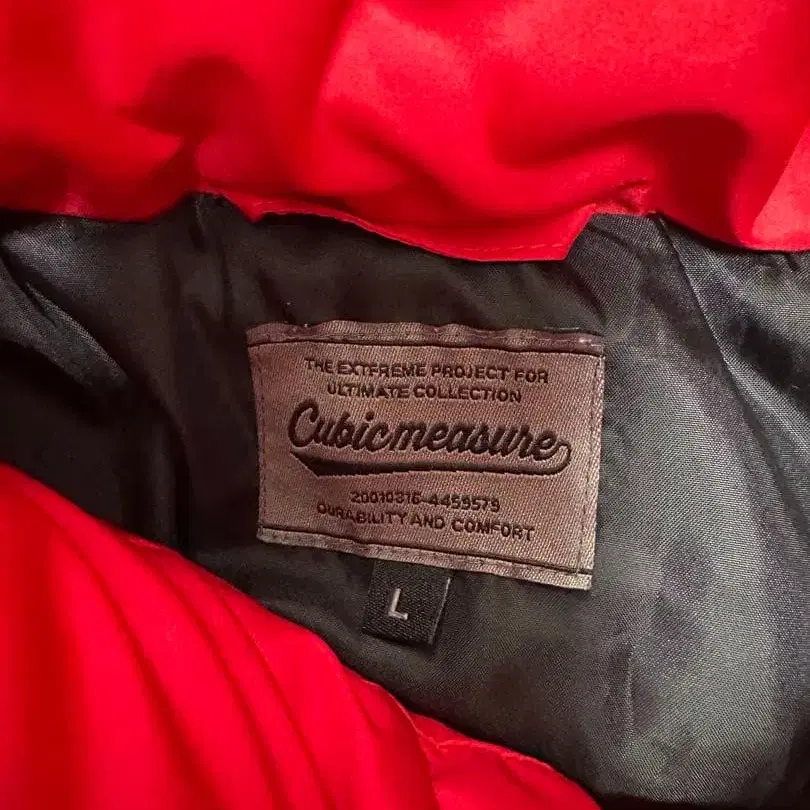 THE EXTFREME PROJECT FOR
ULTIMATE COLLECTION
Cubicmeasure
20010316-4459579
DURABILITY AND COMFORT
L